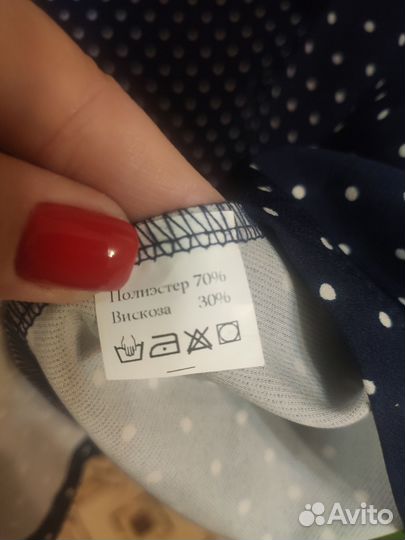 Полиэстер 70%
Вискоза 30%
Avito